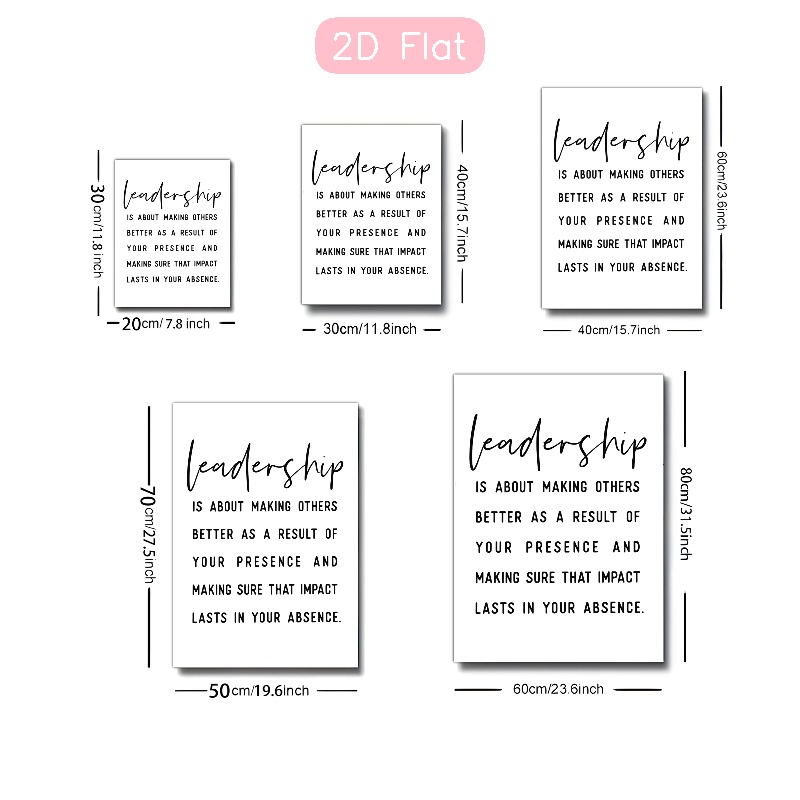 2D Flat
leadership
IS ABOUT MAKING OTHERS
BETTER AS A RESULT OF
YOUR PRESENCE AND
MAKING SURE THAT IMPACT
LASTS IN YOUR ABSENCE.
30cm/11.8 inch
20cm/ 7.8 inch
leadership
IS ABOUT MAKING OTHERS
BETTER AS A RESULT OF
YOUR PRESENCE AND
MAKING SURE THAT IMPACT
LASTS IN YOUR ABSENCE.
40cm/15.7inch
30cm/11.8inch
leadership
IS ABOUT MAKING OTHERS
BETTER AS A RESULT OF
YOUR PRESENCE AND
MAKING SURE THAT IMPACT
LASTS IN YOUR ABSENCE.
60cm/23.6inch
40cm/15.7inch
leadership
IS ABOUT MAKING OTHERS
BETTER AS A RESULT OF
YOUR PRESENCE AND
MAKING SURE THAT IMPACT
LASTS IN YOUR ABSENCE.
70cm/27.5inch
50cm/19.6inch
leadership
IS ABOUT MAKING OTHERS
BETTER AS A RESULT OF
YOUR PRESENCE AND
MAKING SURE THAT IMPACT
LASTS IN YOUR ABSENCE.
80cm/31.5inch
60cm/23.6inch